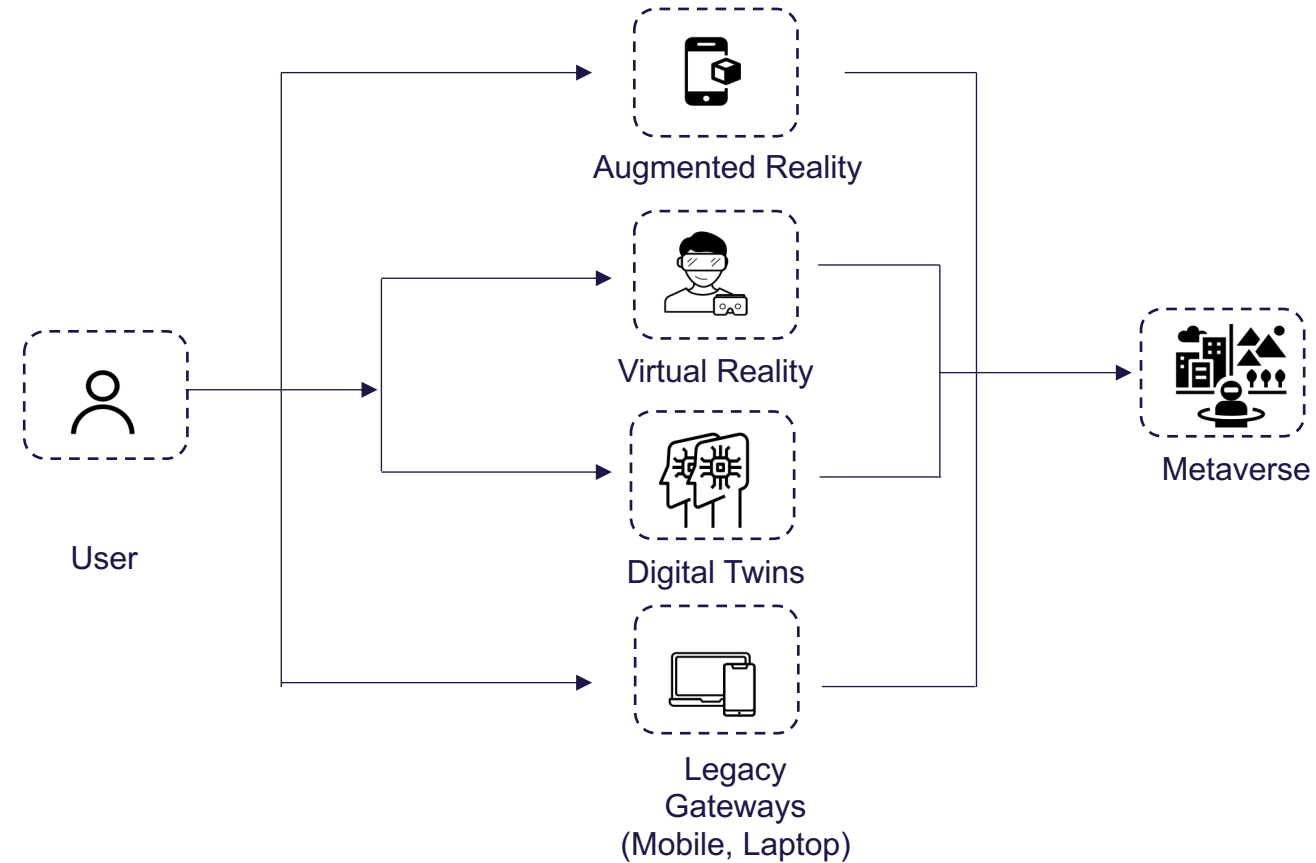 Augmented Reality
Virtual Reality
Metaverse
User
Digital Twins
Legacy
Gateways
(Mobile, Laptop)